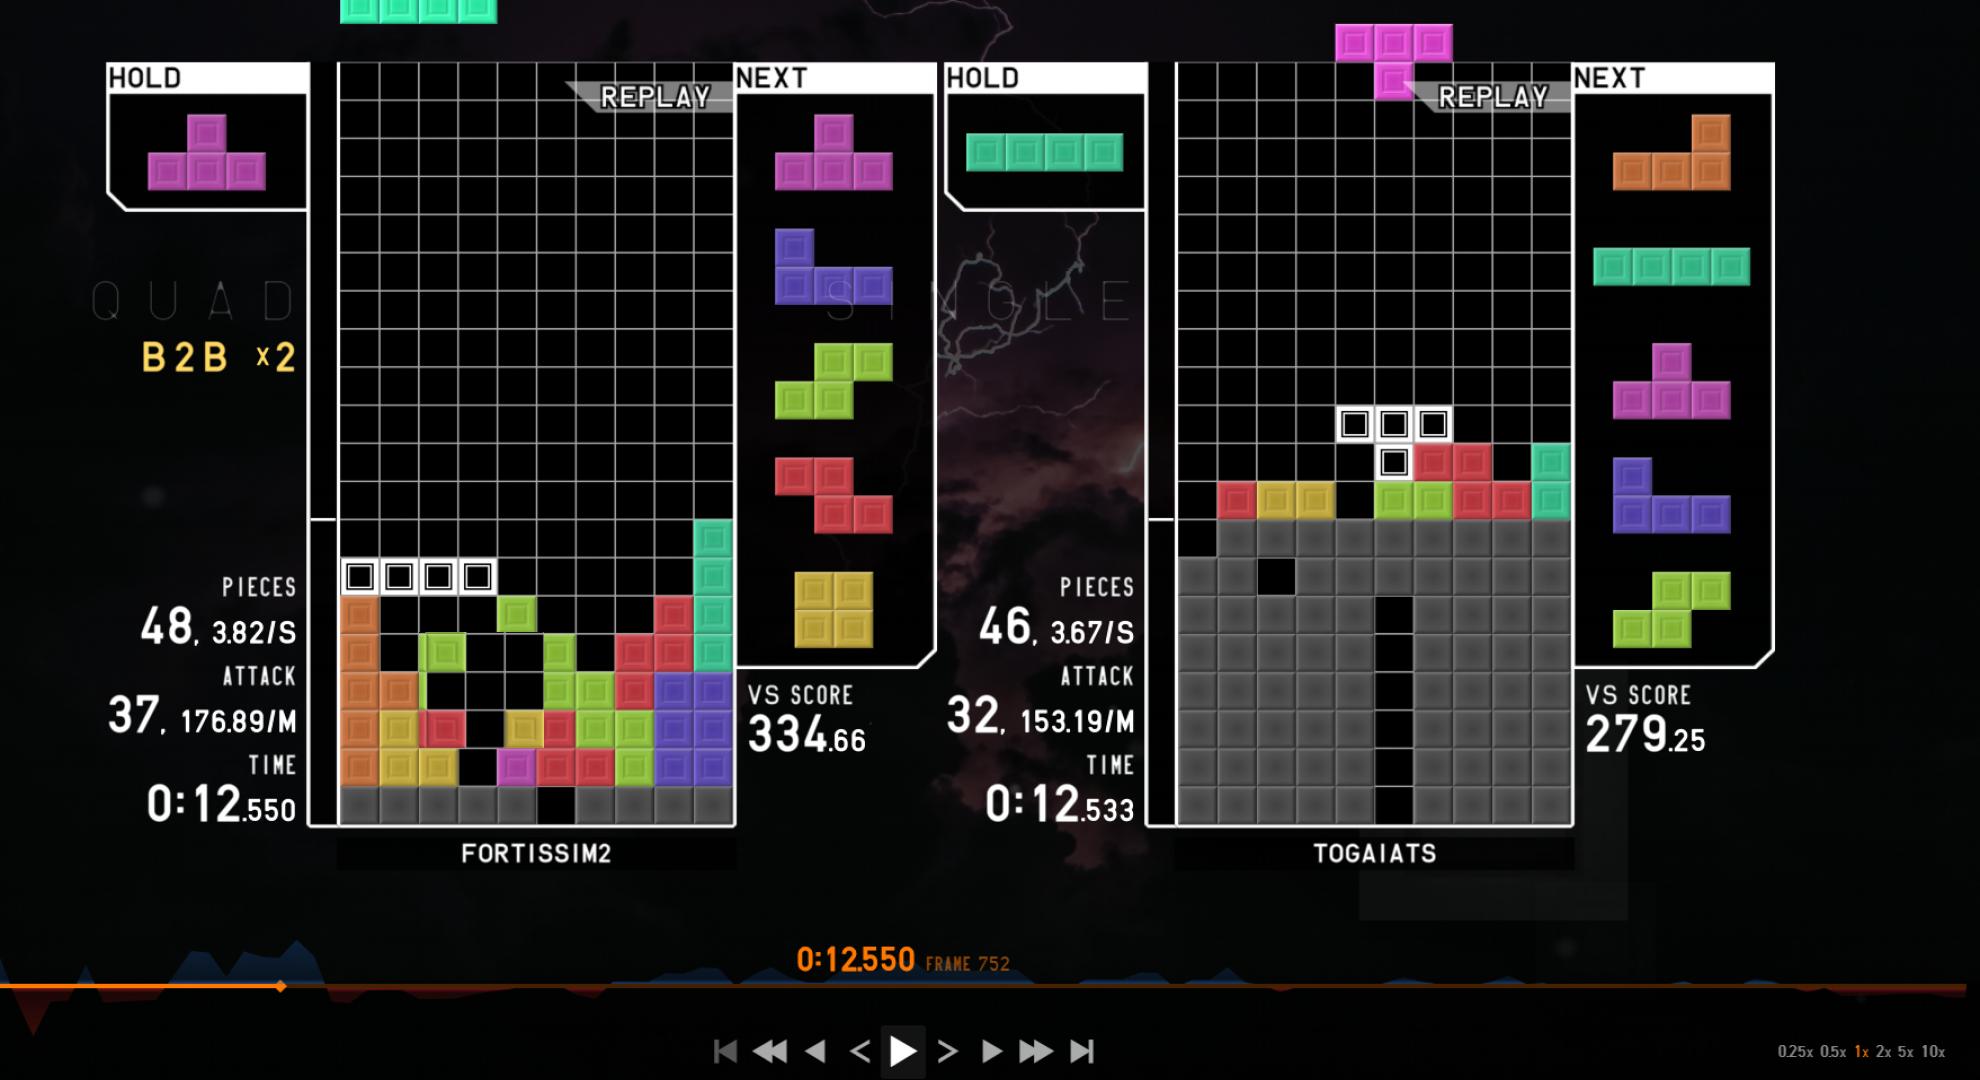 HOLD
REPLAY
NEXT
QUAD
B2B x2
PIECES
48, 3.82/S
ATTACK
37, 176.89/M
TIME
0:12.550
VS SCORE
334.66
FORTISSIM2
HOLD
REPLAY
NEXT
SINGLE
PIECES
46, 3.67/S
ATTACK
32, 153.19/M
TIME
0:12.533
VS SCORE
279.25
TOGAIATS
0:12.550 FRAME 752
0.25x 0.5x 1x 2x 5x 10x